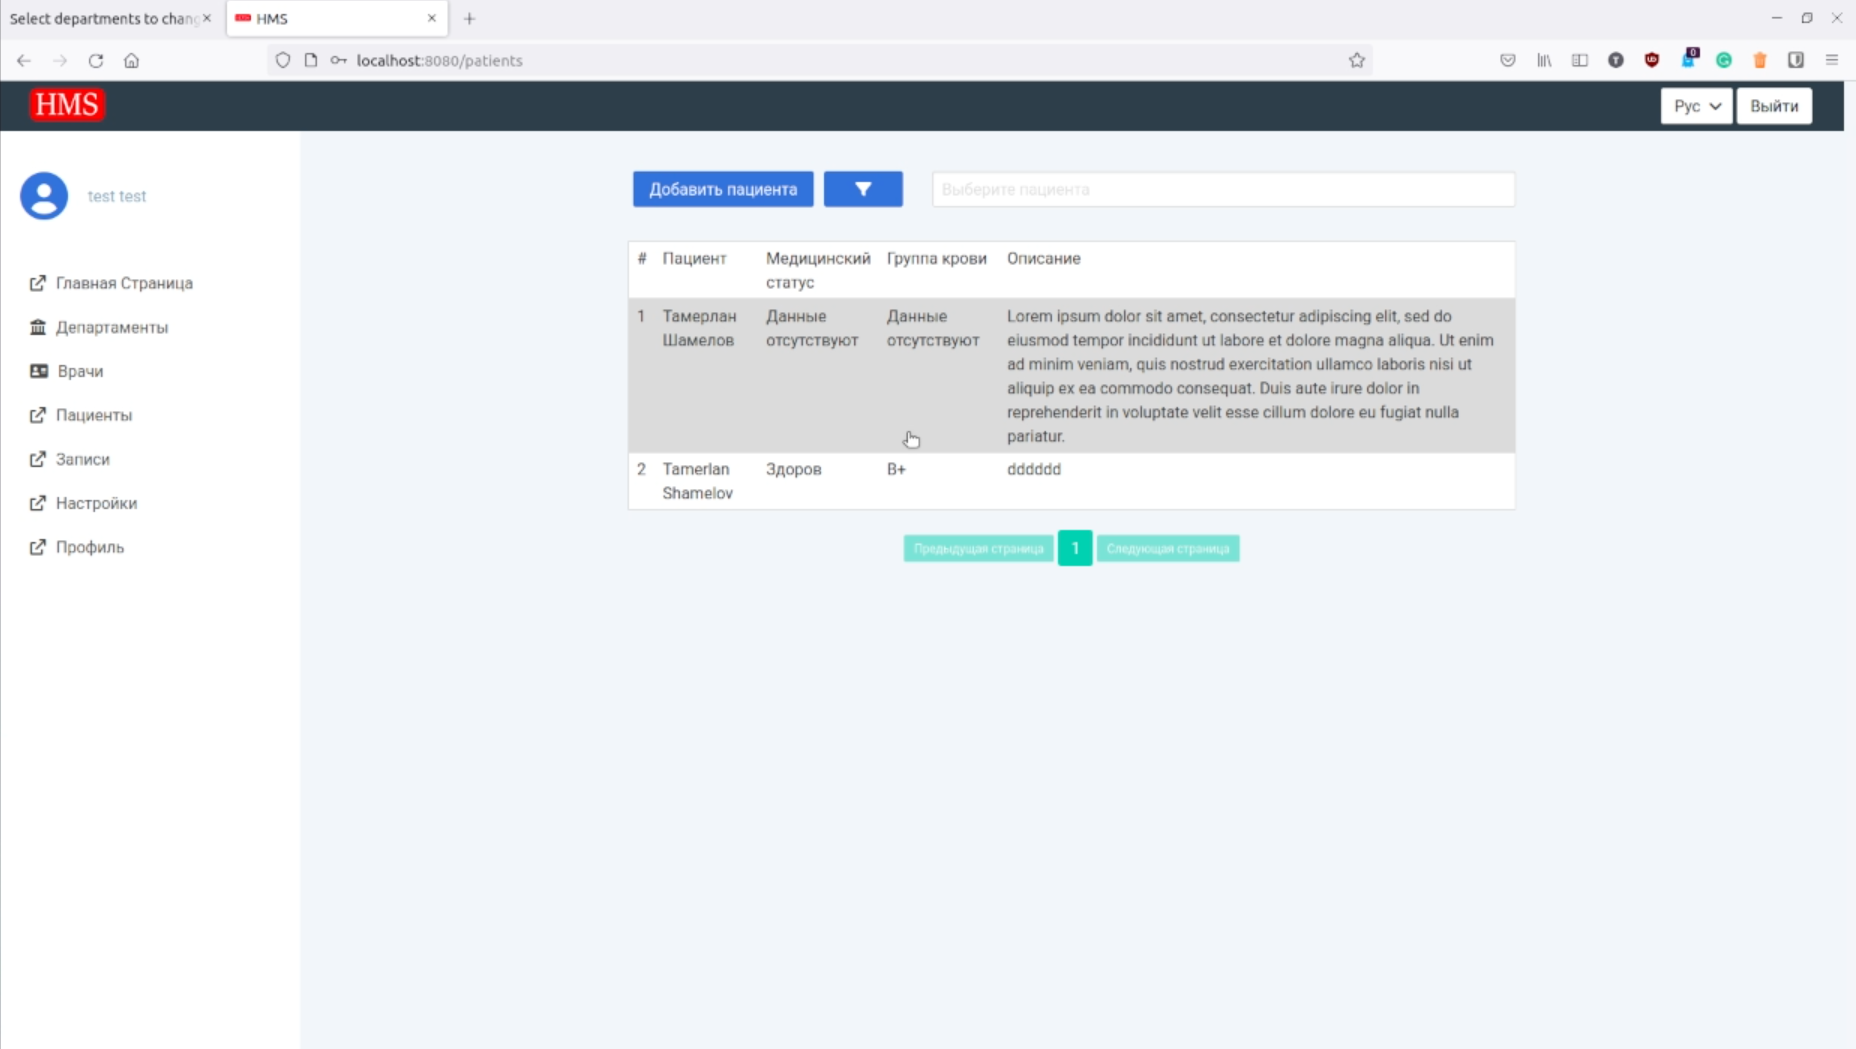 Select departments to chang
HMS
localhost:8080/patients
0
HMS
Рус
Выйти
test test
Главная Страница
Департаменты
Врачи
Пациенты
Записи
Настройки
Профиль
Добавить пациента
Выберите пациента
# Пациент Медицинский статус Группа крови Описание
1 Тамерлан Шамелов Данные отсутствуют Данные отсутствуют
Lorem ipsum dolor sit amet, consectetur adipiscing elit, sed do
eiusmod tempor incididunt ut labore et dolore magna aliqua. Ut enim
ad minim veniam, quis nostrud exercitation ullamco laboris nisi ut
aliquip ex ea commodo consequat. Duis aute irure dolor in
reprehenderit in voluptate velit esse cillum dolore eu fugiat nulla
pariatur.
2 Tamerlan Shamelov Здоров B+ dddddd
Предыдущая страница 1 Следующая страница